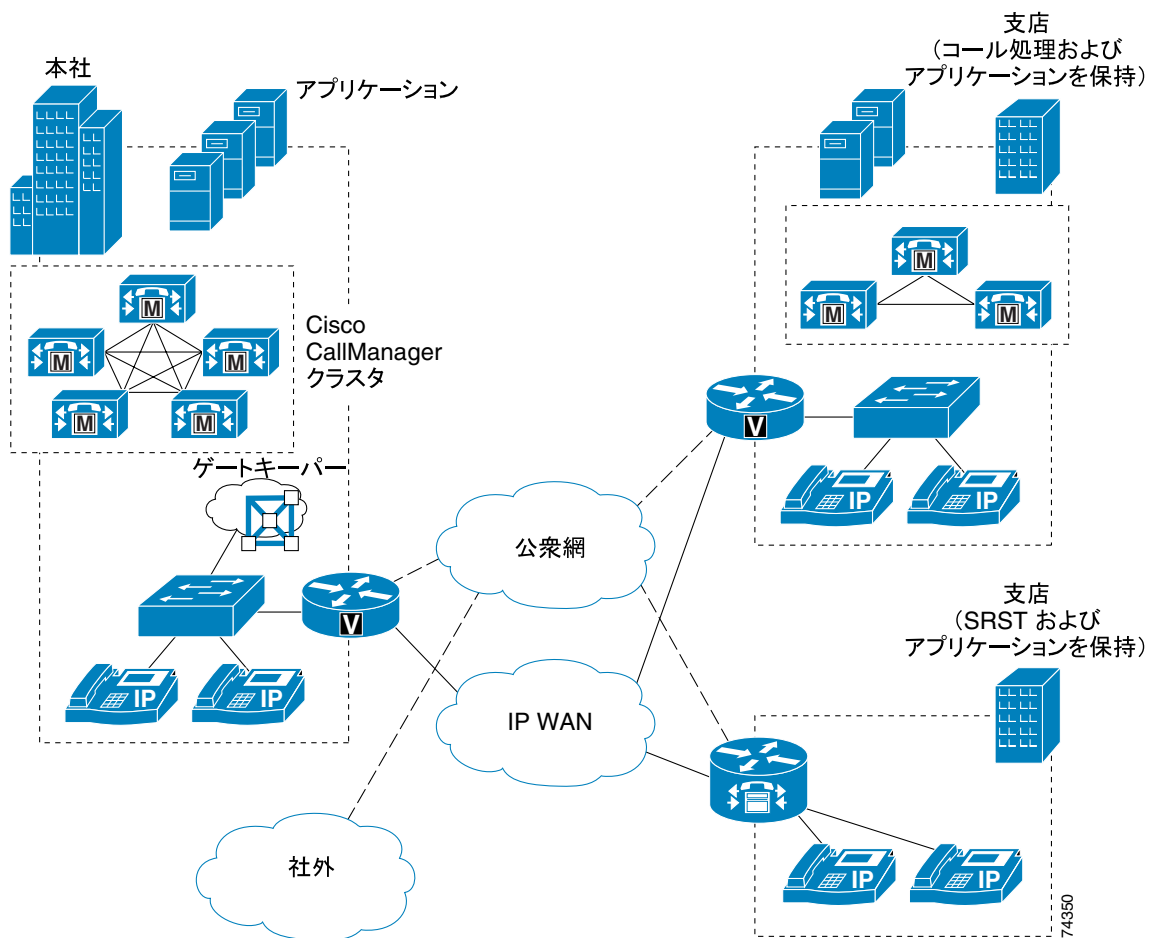 本社
アプリケーション
支店
(コール処理および
アプリケーションを保持)
M
M
M
M
M
Cisco
CallManager
クラスタ
M
M
M
ゲートキーパー
V
IP
IP
公衆網
V
IP
IP
IP WAN
社外
支店
(SRST および
アプリケーションを保持)
IP
IP
74350